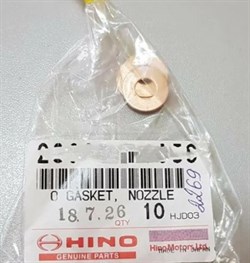 O GASKET, NOZZLE
18.7.26
QTY
10
HJD03
HINO
GENUINE PARTS
Hino Motors, Ltd.